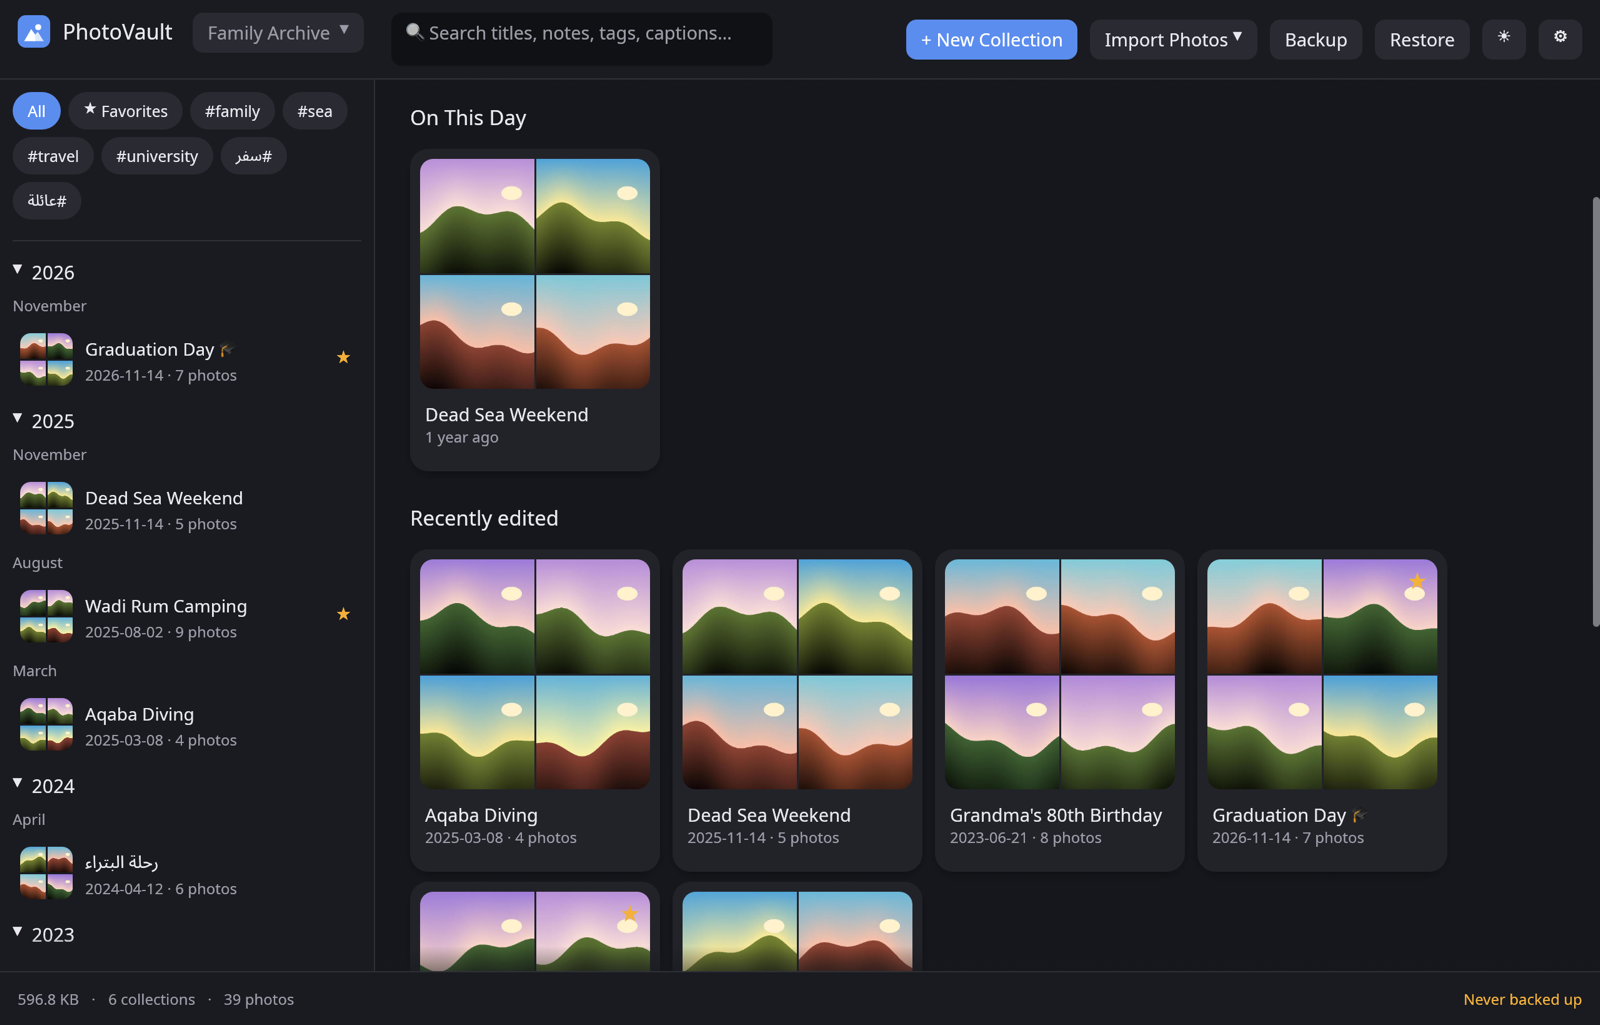 PhotoVault
Family Archive ▼
🔍 Search titles, notes, tags, captions...
+ New Collection
Import Photos ▼
Backup
Restore
☀
⚙
All
★ Favorites
#family
#sea
#travel
#university
#سفر
#عائلة
▼ 2026
November
Graduation Day 🎓
2026-11-14 · 7 photos
★
▼ 2025
November
Dead Sea Weekend
2025-11-14 · 5 photos
August
Wadi Rum Camping
2025-08-02 · 9 photos
★
March
Aqaba Diving
2025-03-08 · 4 photos
▼ 2024
April
رحلة البتراء
2024-04-12 · 6 photos
▼ 2023
On This Day
Dead Sea Weekend
1 year ago
Recently edited
Aqaba Diving
2025-03-08 · 4 photos
Dead Sea Weekend
2025-11-14 · 5 photos
Grandma's 80th Birthday
2023-06-21 · 8 photos
★
Graduation Day 🎓
2026-11-14 · 7 photos
★
596.8 KB · 6 collections · 39 photos
Never backed up